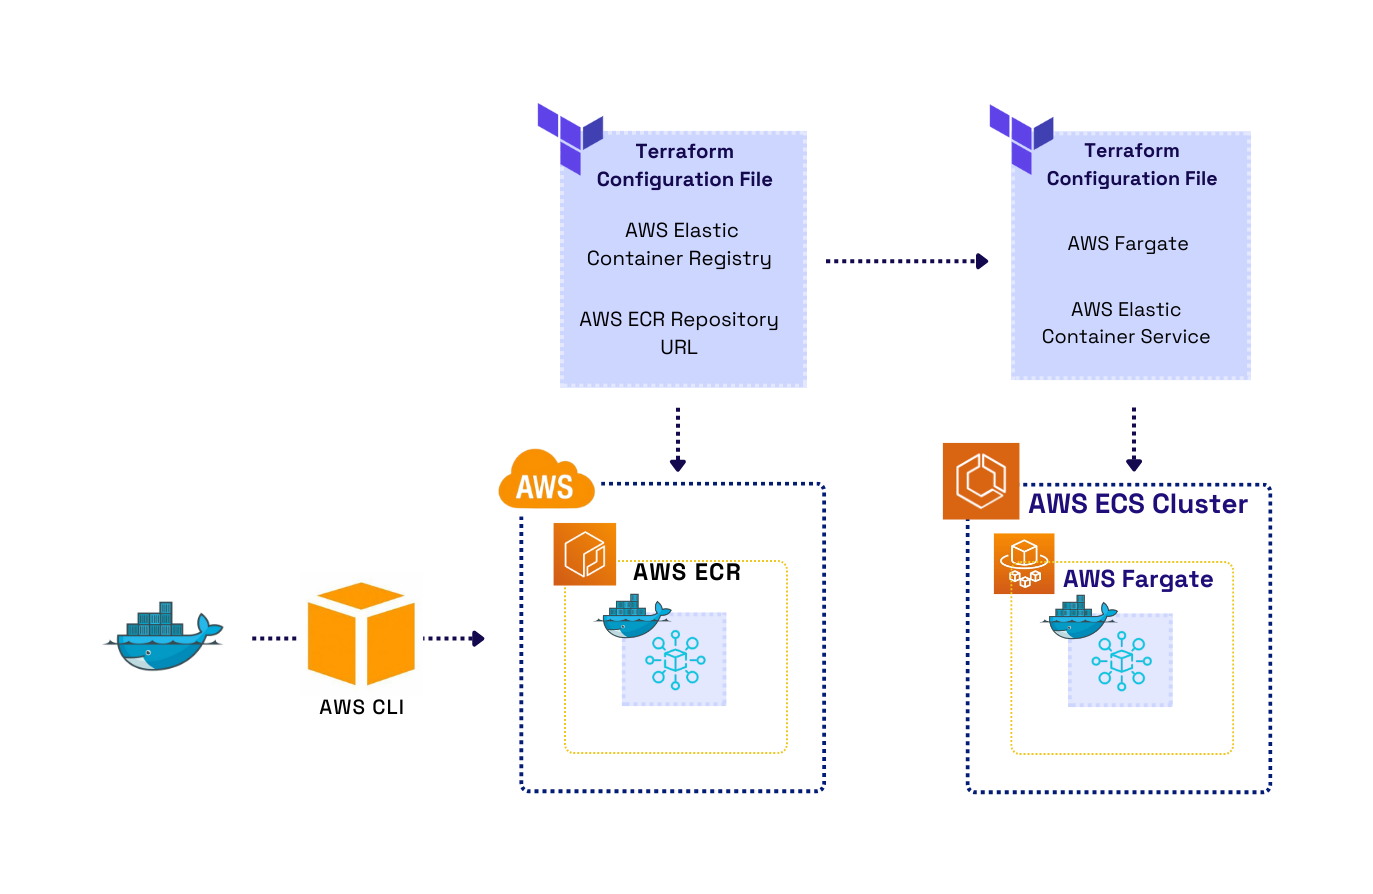 Terraform
Configuration File
AWS Elastic
Container Registry
AWS ECR Repository
URL
Terraform
Configuration File
AWS Fargate
AWS Elastic
Container Service
AWS
AWS ECR
AWS CLI
AWS ECS Cluster
AWS Fargate